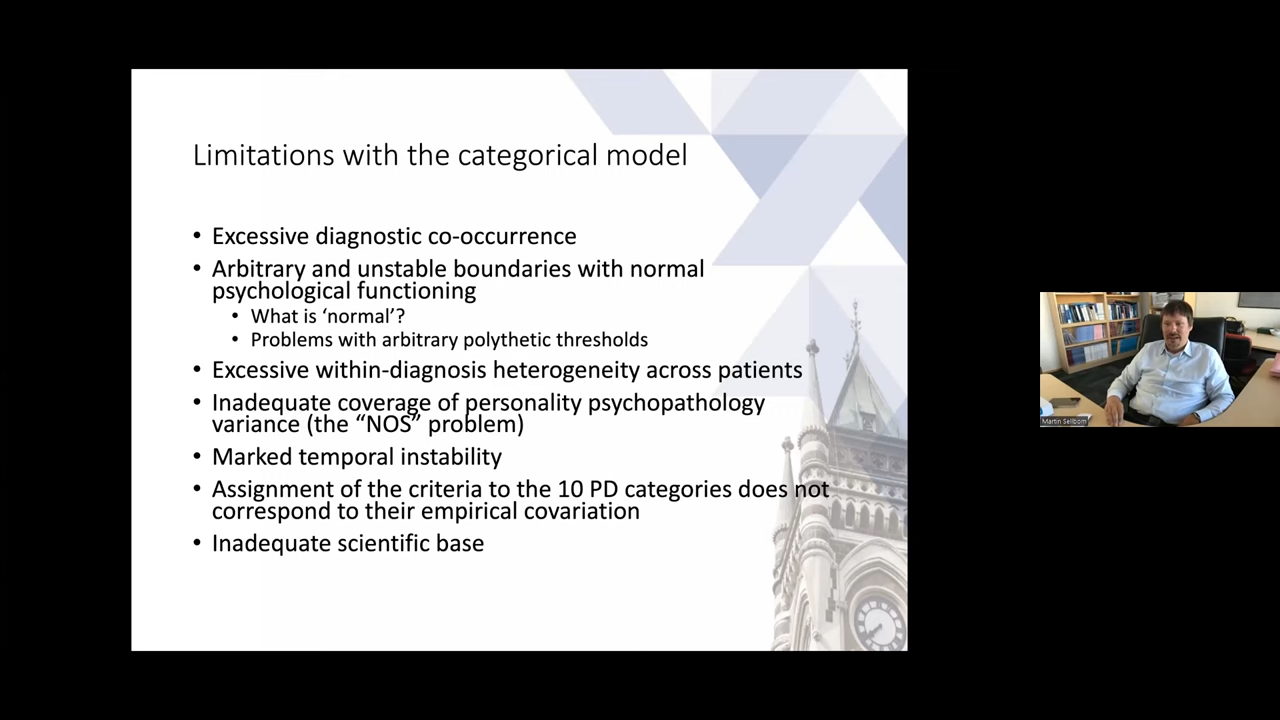 Limitations with the categorical model
• Excessive diagnostic co-occurrence
• Arbitrary and unstable boundaries with normal
psychological functioning
• What is ‘normal’?
• Problems with arbitrary polythetic thresholds
• Excessive within-diagnosis heterogeneity across patients
• Inadequate coverage of personality psychopathology
variance (the “NOS” problem)
• Marked temporal instability
• Assignment of the criteria to the 10 PD categories does not
correspond to their empirical covariation
• Inadequate scientific base
Martin Sellbom